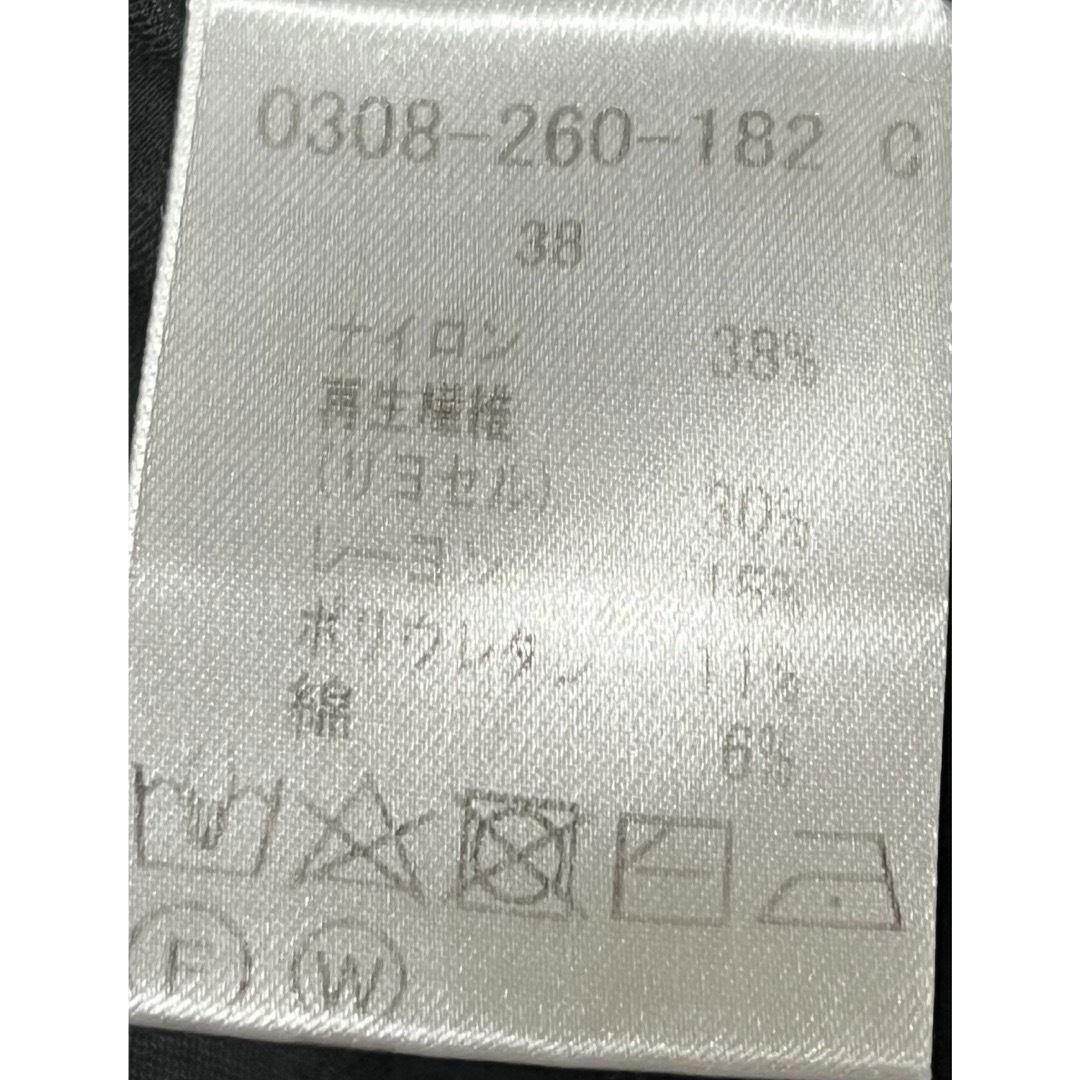 0308-260-182 C
38
ナイロン 38%
再生繊維
(リヨセル) 30%
レーヨン 15%
ポリウレタン 11%
綿 6%
F W